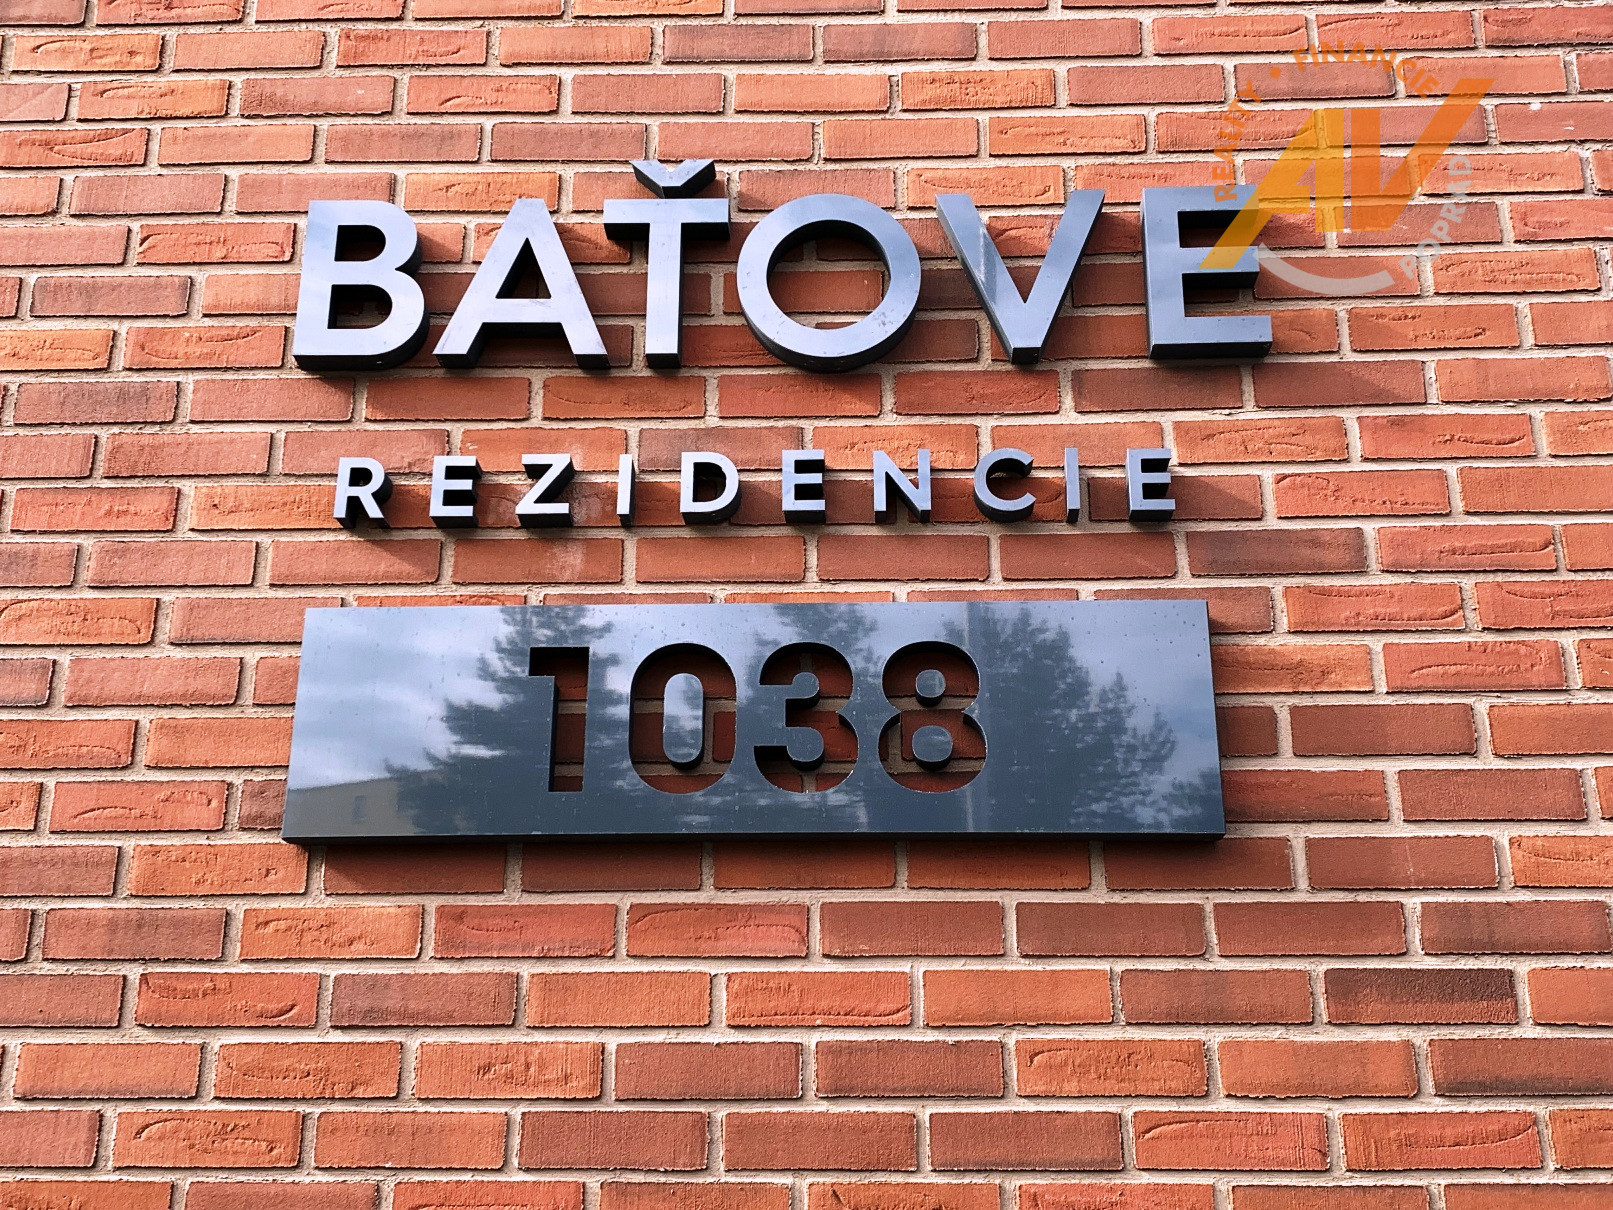 REALITY • FINANCIE
AV
POPRAD
BAŤOVE
REZIDENCIE
1038